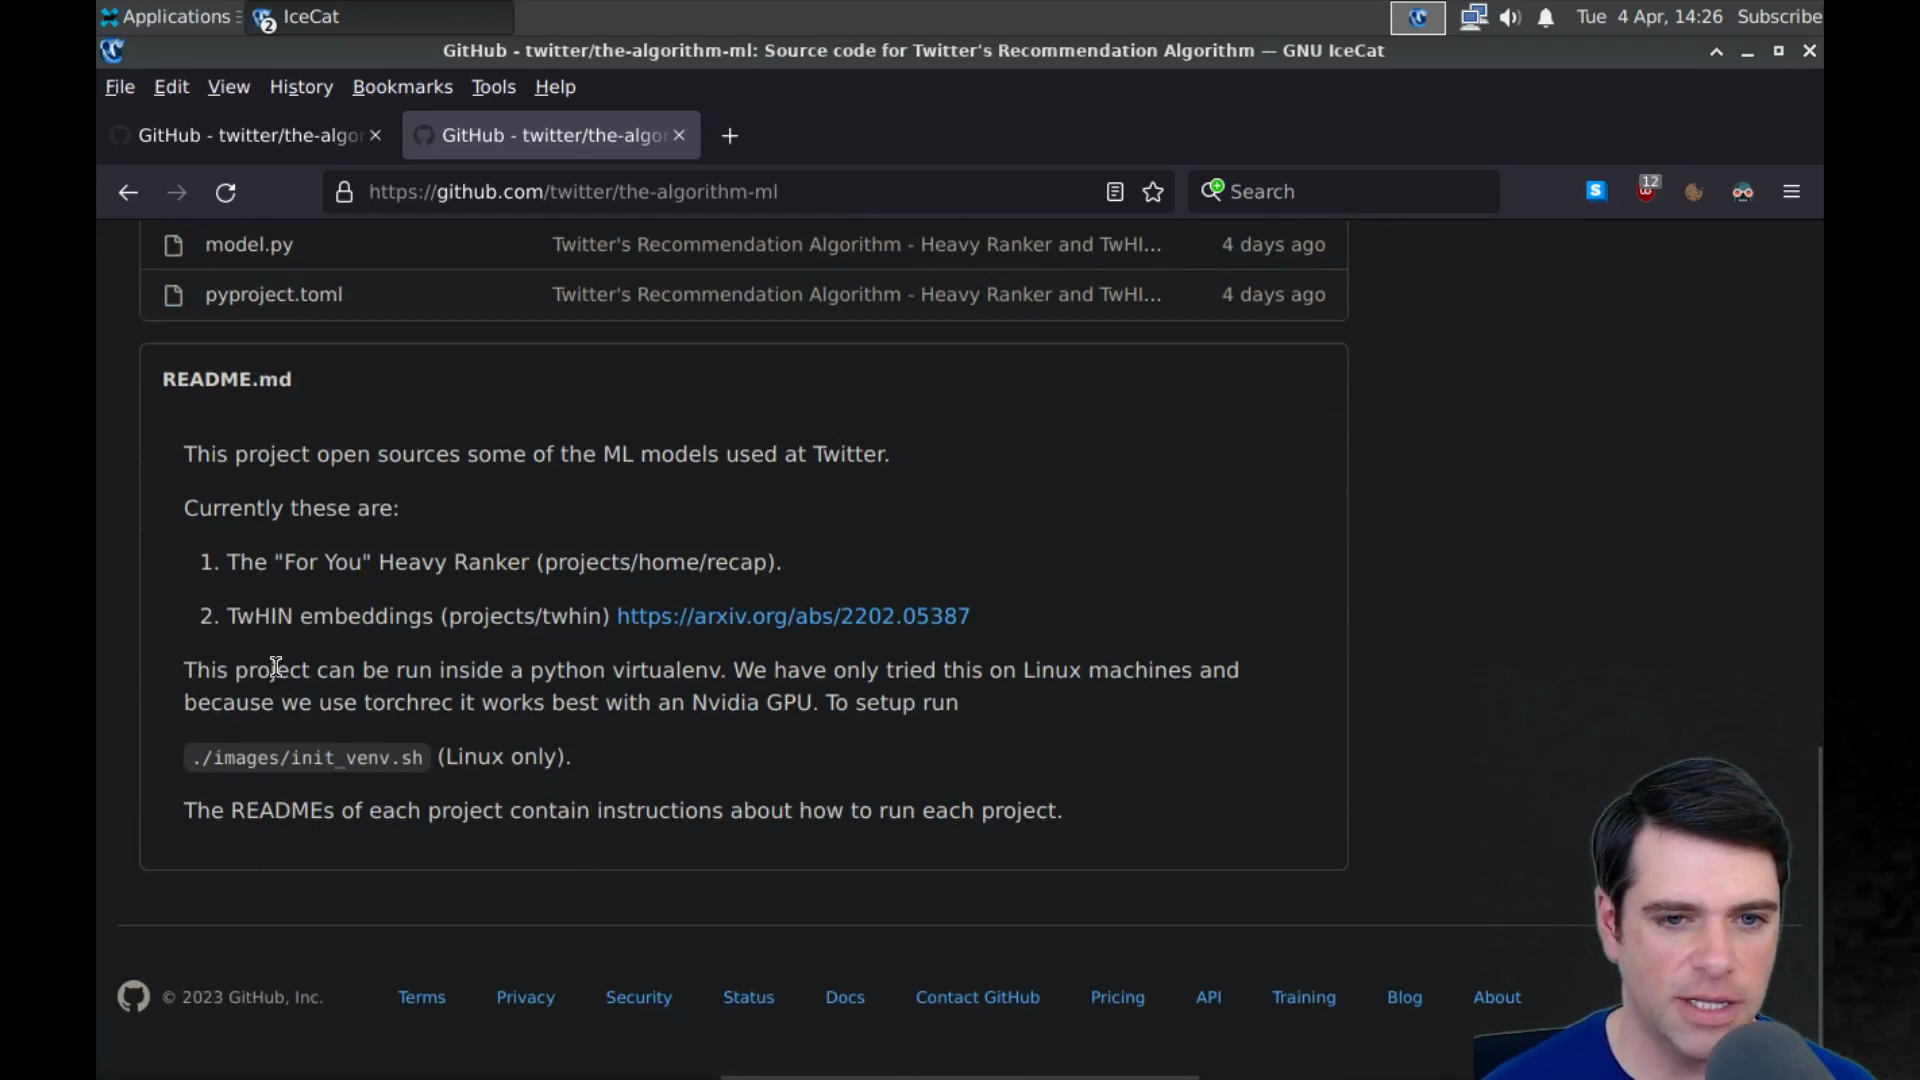 Applications
2
IceCat
Tue 4 Apr, 14:26
Subscribe
GitHub - twitter/the-algorithm-ml: Source code for Twitter's Recommendation Algorithm — GNU IceCat
File Edit View History Bookmarks Tools Help
GitHub - twitter/the-algor
GitHub - twitter/the-algor
https://github.com/twitter/the-algorithm-ml
Search
S
12
model.py Twitter's Recommendation Algorithm - Heavy Ranker and TwHI... 4 days ago
pyproject.toml Twitter's Recommendation Algorithm - Heavy Ranker and TwHI... 4 days ago
README.md
This project open sources some of the ML models used at Twitter.
Currently these are:
1. The "For You" Heavy Ranker (projects/home/recap).
2. TwHIN embeddings (projects/twhin) https://arxiv.org/abs/2202.05387
This project can be run inside a python virtualenv. We have only tried this on Linux machines and
because we use torchrec it works best with an Nvidia GPU. To setup run
./images/init_venv.sh (Linux only).
The READMEs of each project contain instructions about how to run each project.
© 2023 GitHub, Inc. Terms Privacy Security Status Docs Contact GitHub Pricing API Training Blog About